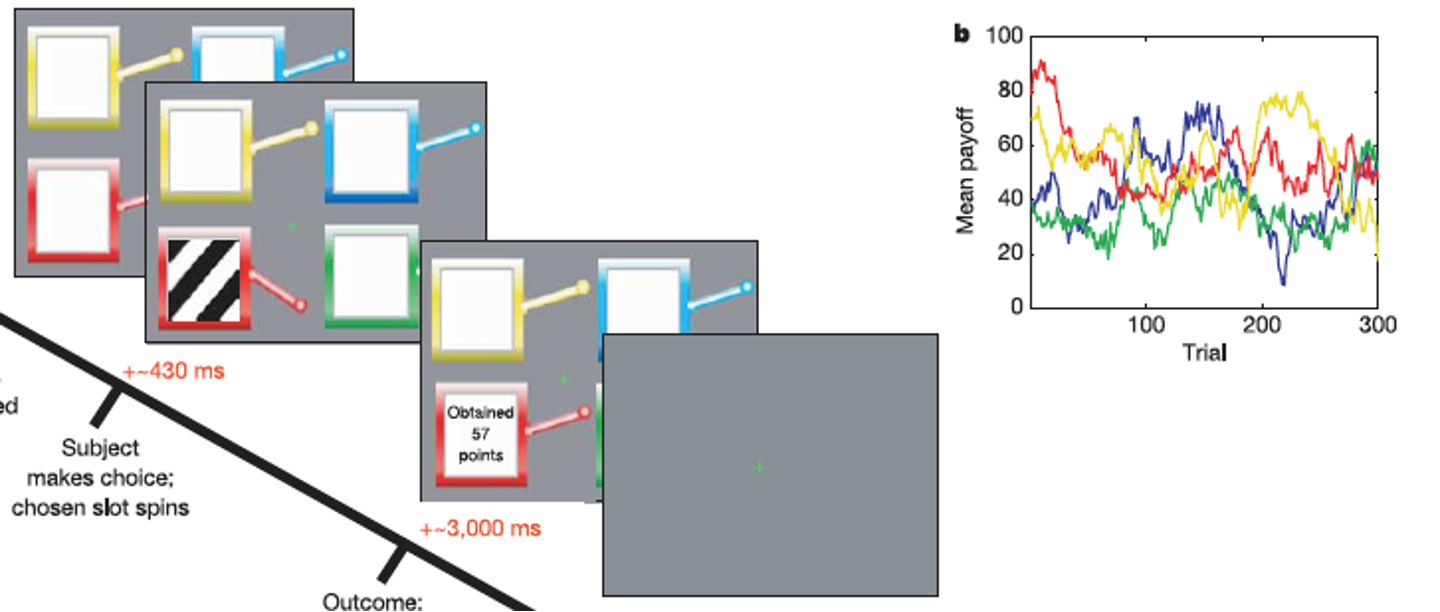 Obtained
57
points
+~430 ms
ed
Subject
makes choice;
chosen slot spins
+~3,000 ms
Outcome:
b
100
80
60
40
20
0
Mean payoff
100 200 300
Trial